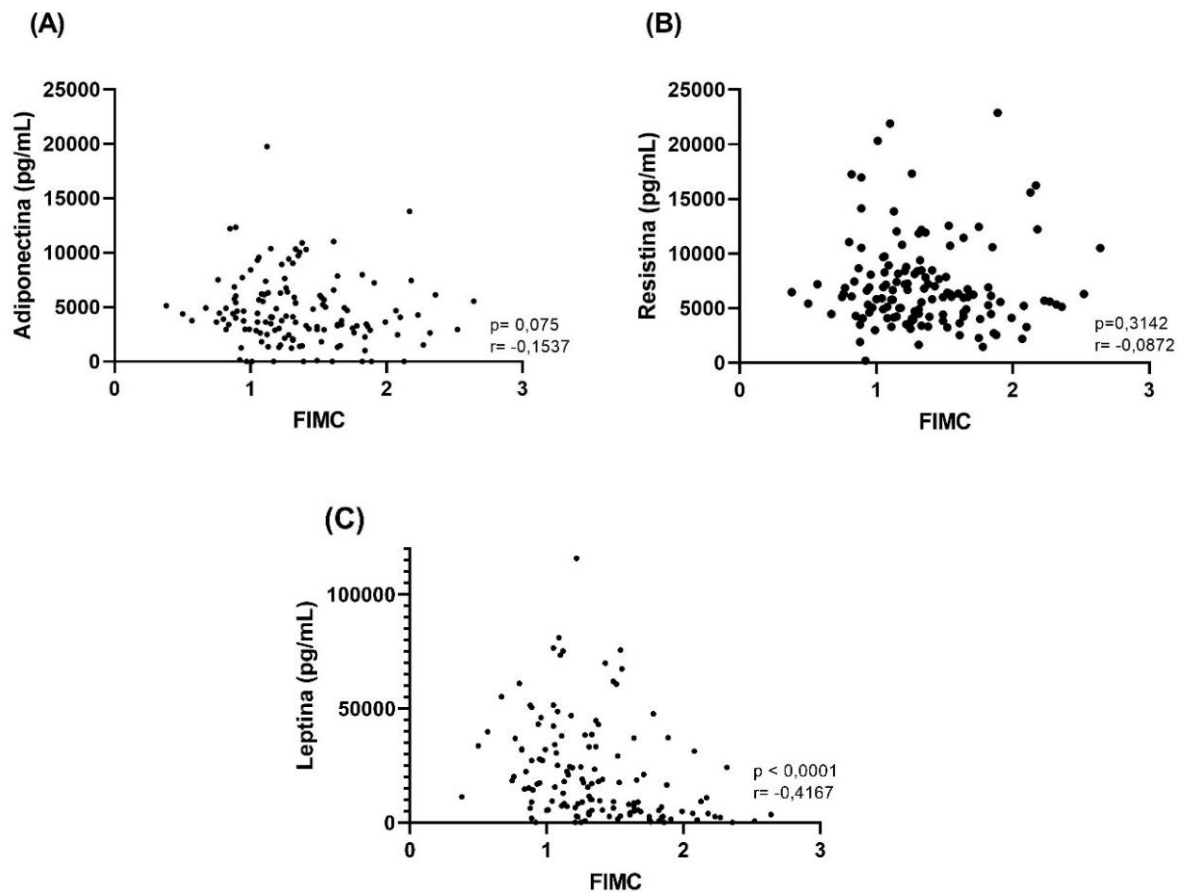 (A)
Adiponectina (pg/mL)
25000
20000
15000
10000
5000
0
0 1 2 3
FIMC
p= 0,075
r= -0,1537
(B)
Resistina (pg/mL)
25000
20000
15000
10000
5000
0
0 1 2 3
FIMC
p=0,3142
r= -0,0872
(C)
Leptina (pg/mL)
100000
50000
0
0 1 2 3
FIMC
p < 0,0001
r= -0,4167